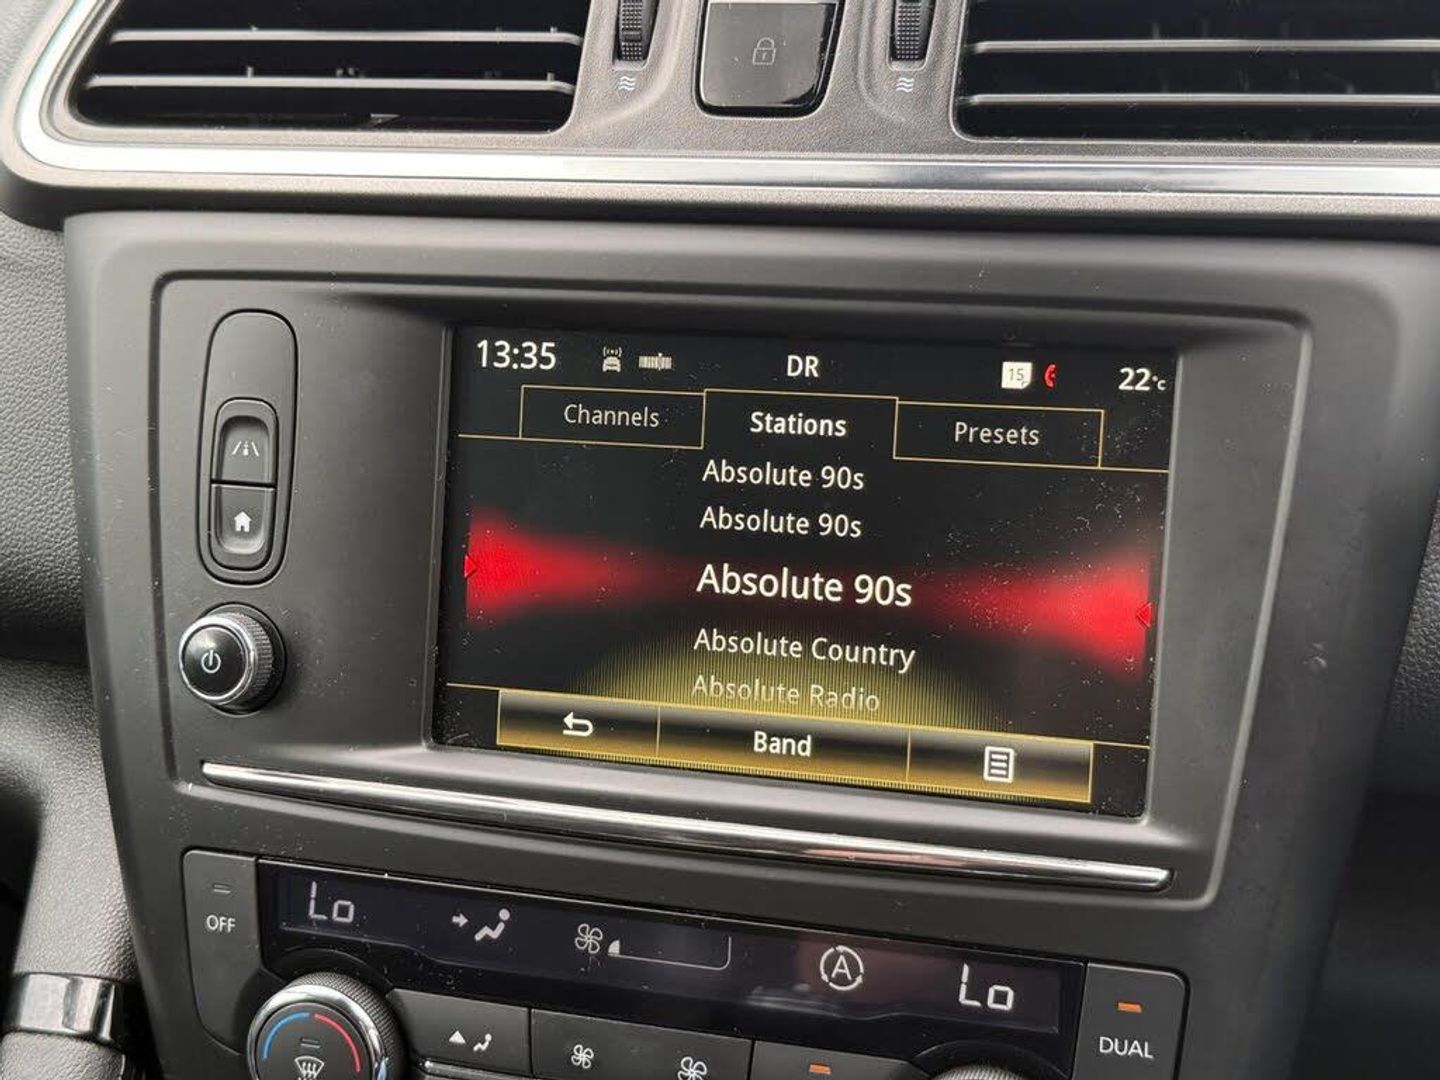 13:35 DR 15 22°c
Channels Stations Presets
Absolute 90s
Absolute 90s
Absolute 90s
Absolute Country
Absolute Radio
Band
OFF Lo A Lo
DUAL